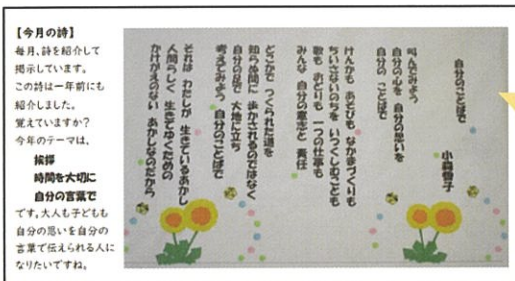 【今月の詩】
毎月、詩を紹介して
掲示しています。
この詩は一年前にも
紹介しました。
覚えていますか？
今年のテーマは、
挨拶
時間を大切に
自分の言葉で
です。大人も子どもも
自分の思いを自分の
言葉で伝えられる人に
なりたいですね。
自分のことばで
小森香子
叫んでみよう
自分の心を 自分の思いを
自分の ことばで
けんかも あそびも なかまづくりも
ちいさないのちを いつくしむことも
歌も おどりも 一つの仕事も
みんな 自分の意志と 責任
どこかで つくられた道を
知らぬ間に 歩かされるのではなく
自分の足で 大地に立ち
考えてみよう 自分のことばで
それは わたしが 生きているあかし
人間らしく 生きてゆくための
かけがえのない あかしなのだから